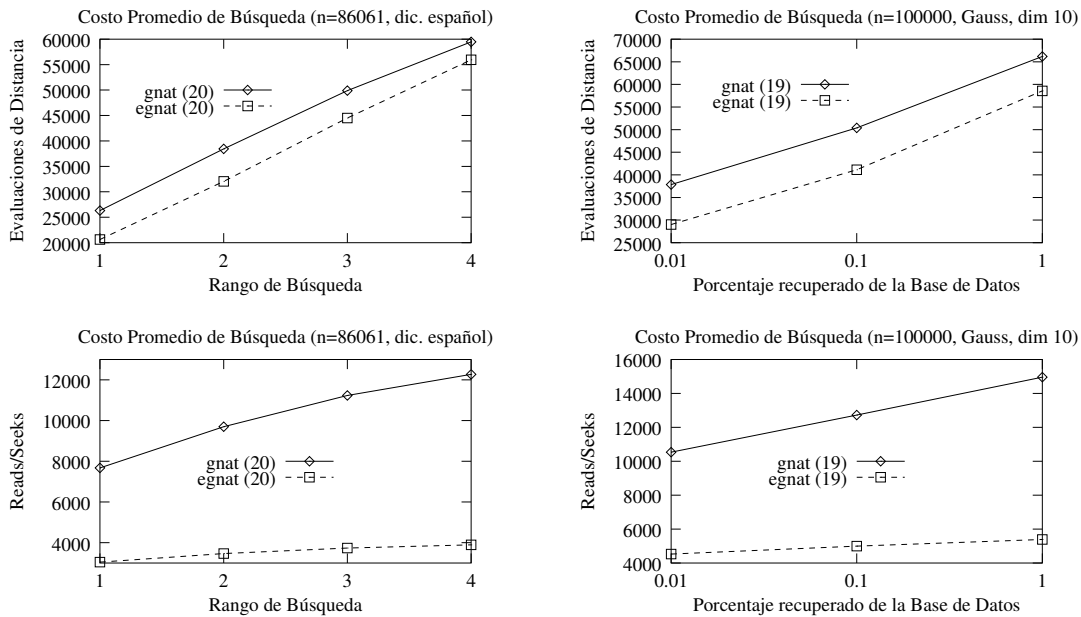 Costo Promedio de Búsqueda (n=86061, dic. español)
Evaluaciones de Distancia
60000
55000
50000
45000
40000
35000
30000
25000
20000
gnat (20)
egnat (20)
1 2 3 4
Rango de Búsqueda
Costo Promedio de Búsqueda (n=100000, Gauss, dim 10)
Evaluaciones de Distancia
70000
65000
60000
55000
50000
45000
40000
35000
30000
25000
gnat (19)
egnat (19)
0.01 0.1 1
Porcentaje recuperado de la Base de Datos
Costo Promedio de Búsqueda (n=86061, dic. español)
Reads/Seeks
12000
10000
8000
6000
4000
gnat (20)
egnat (20)
1 2 3 4
Rango de Búsqueda
Costo Promedio de Búsqueda (n=100000, Gauss, dim 10)
Reads/Seeks
16000
14000
12000
10000
8000
6000
4000
gnat (19)
egnat (19)
0.01 0.1 1
Porcentaje recuperado de la Base de Datos